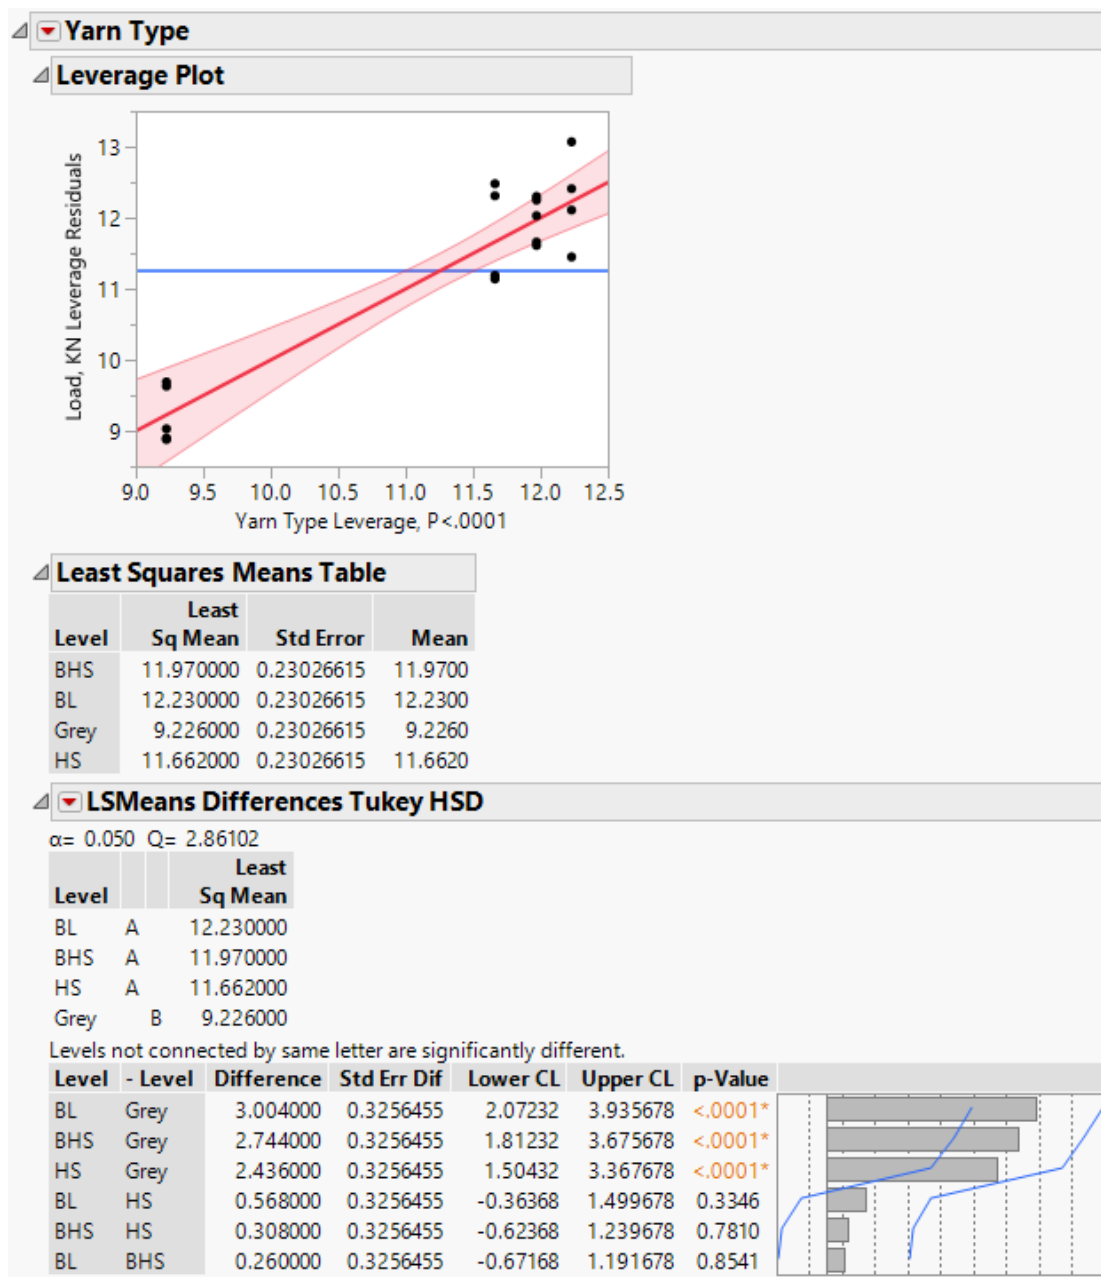 Yarn Type
Leverage Plot
Load, KN Leverage Residuals
13
12
11
10
9
9.0 9.5 10.0 10.5 11.0 11.5 12.0 12.5
Yarn Type Leverage, P<.0001
Least Squares Means Table
Least
Level Sq Mean Std Error Mean
BHS 11.970000 0.23026615 11.9700
BL 12.230000 0.23026615 12.2300
Grey 9.226000 0.23026615 9.2260
HS 11.662000 0.23026615 11.6620
LSMeans Differences Tukey HSD
α= 0.050 Q= 2.86102
Least
Level Sq Mean
BL A 12.230000
BHS A 11.970000
HS A 11.662000
Grey B 9.226000
Levels not connected by same letter are significantly different.
Level - Level Difference Std Err Dif Lower CL Upper CL p-Value
BL Grey 3.004000 0.3256455 2.07232 3.935678 <.0001*
BHS Grey 2.744000 0.3256455 1.81232 3.675678 <.0001*
HS Grey 2.436000 0.3256455 1.50432 3.367678 <.0001*
BL HS 0.568000 0.3256455 -0.36368 1.499678 0.3346
BHS HS 0.308000 0.3256455 -0.62368 1.239678 0.7810
BL BHS 0.260000 0.3256455 -0.67168 1.191678 0.8541